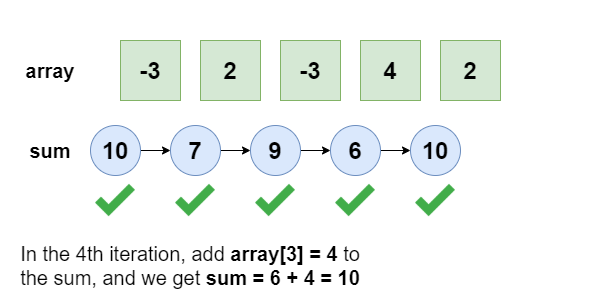 array -3 2 -3 4 2
sum 10 7 9 6 10
In the 4th iteration, add array[3] = 4 to
the sum, and we get sum = 6 + 4 = 10